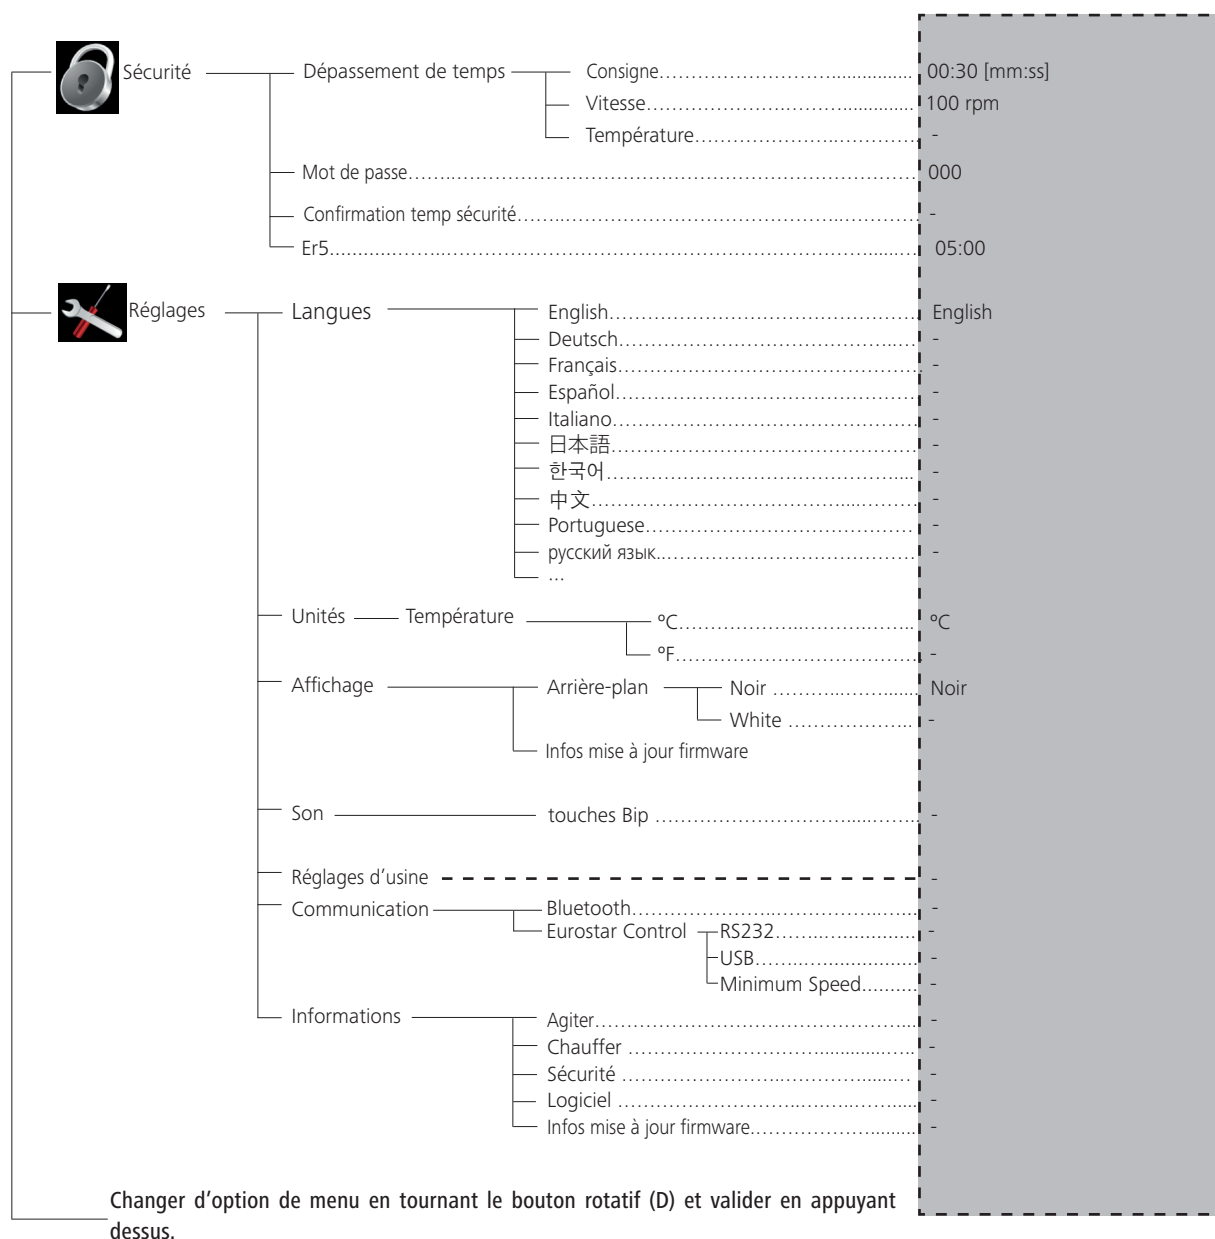 Sécurité Dépassement de temps Consigne 00:30 [mm:ss]
Vitesse 100 rpm
Température -
Mot de passe 000
Confirmation temp sécurité -
Er5 05:00
Réglages Langues English English
Deutsch -
Français -
Español -
Italiano -
日本語 -
한국어 -
中文 -
Portuguese -
русский язык -
...
Unités Température ºC ºC
ºF -
Affichage Arrière-plan Noir Noir
White -
Infos mise à jour firmware
Son touches Bip -
Réglages d’usine -
Communication Bluetooth -
Eurostar Control RS232 -
USB -
Minimum Speed -
Informations Agiter -
Chauffer -
Sécurité -
Logiciel -
Infos mise à jour firmware -
Changer d’option de menu en tournant le bouton rotatif (D) et valider en appuyant
dessus.